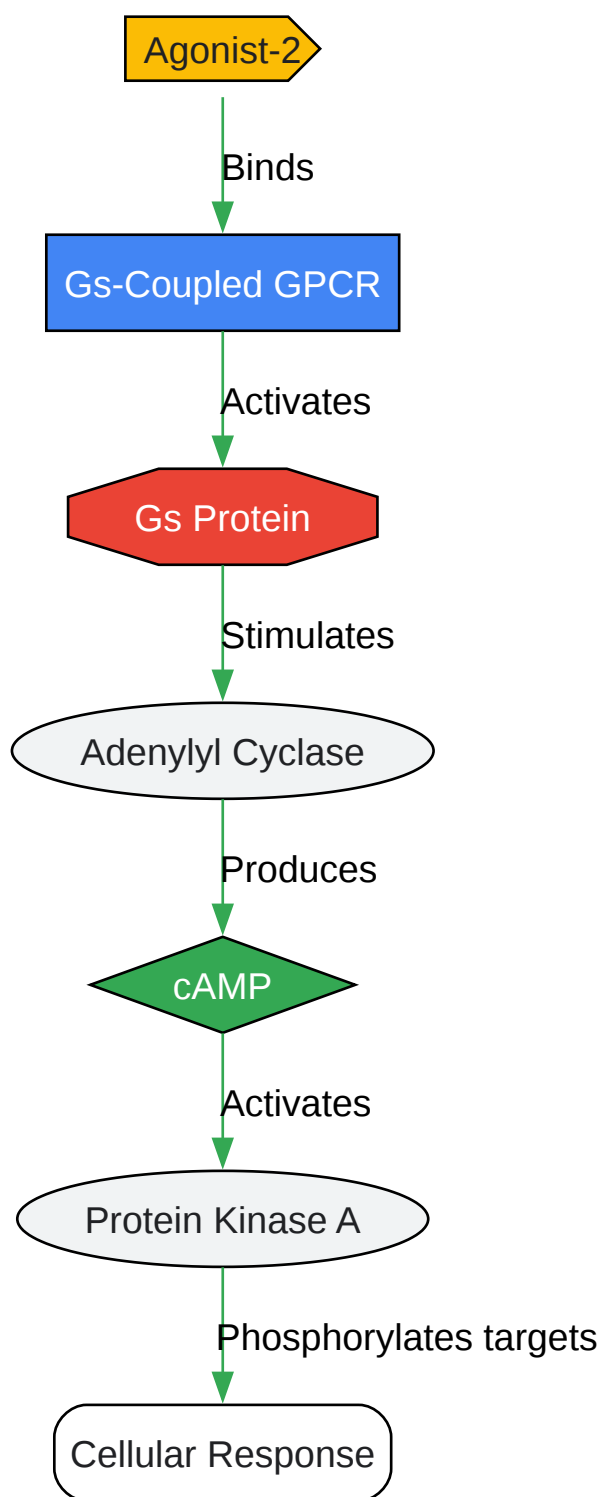 Agonist-2
Binds
Gs-Coupled GPCR
Activates
Gs Protein
Stimulates
Adenylyl Cyclase
Produces
cAMP
Activates
Protein Kinase A
Phosphorylates targets
Cellular Response